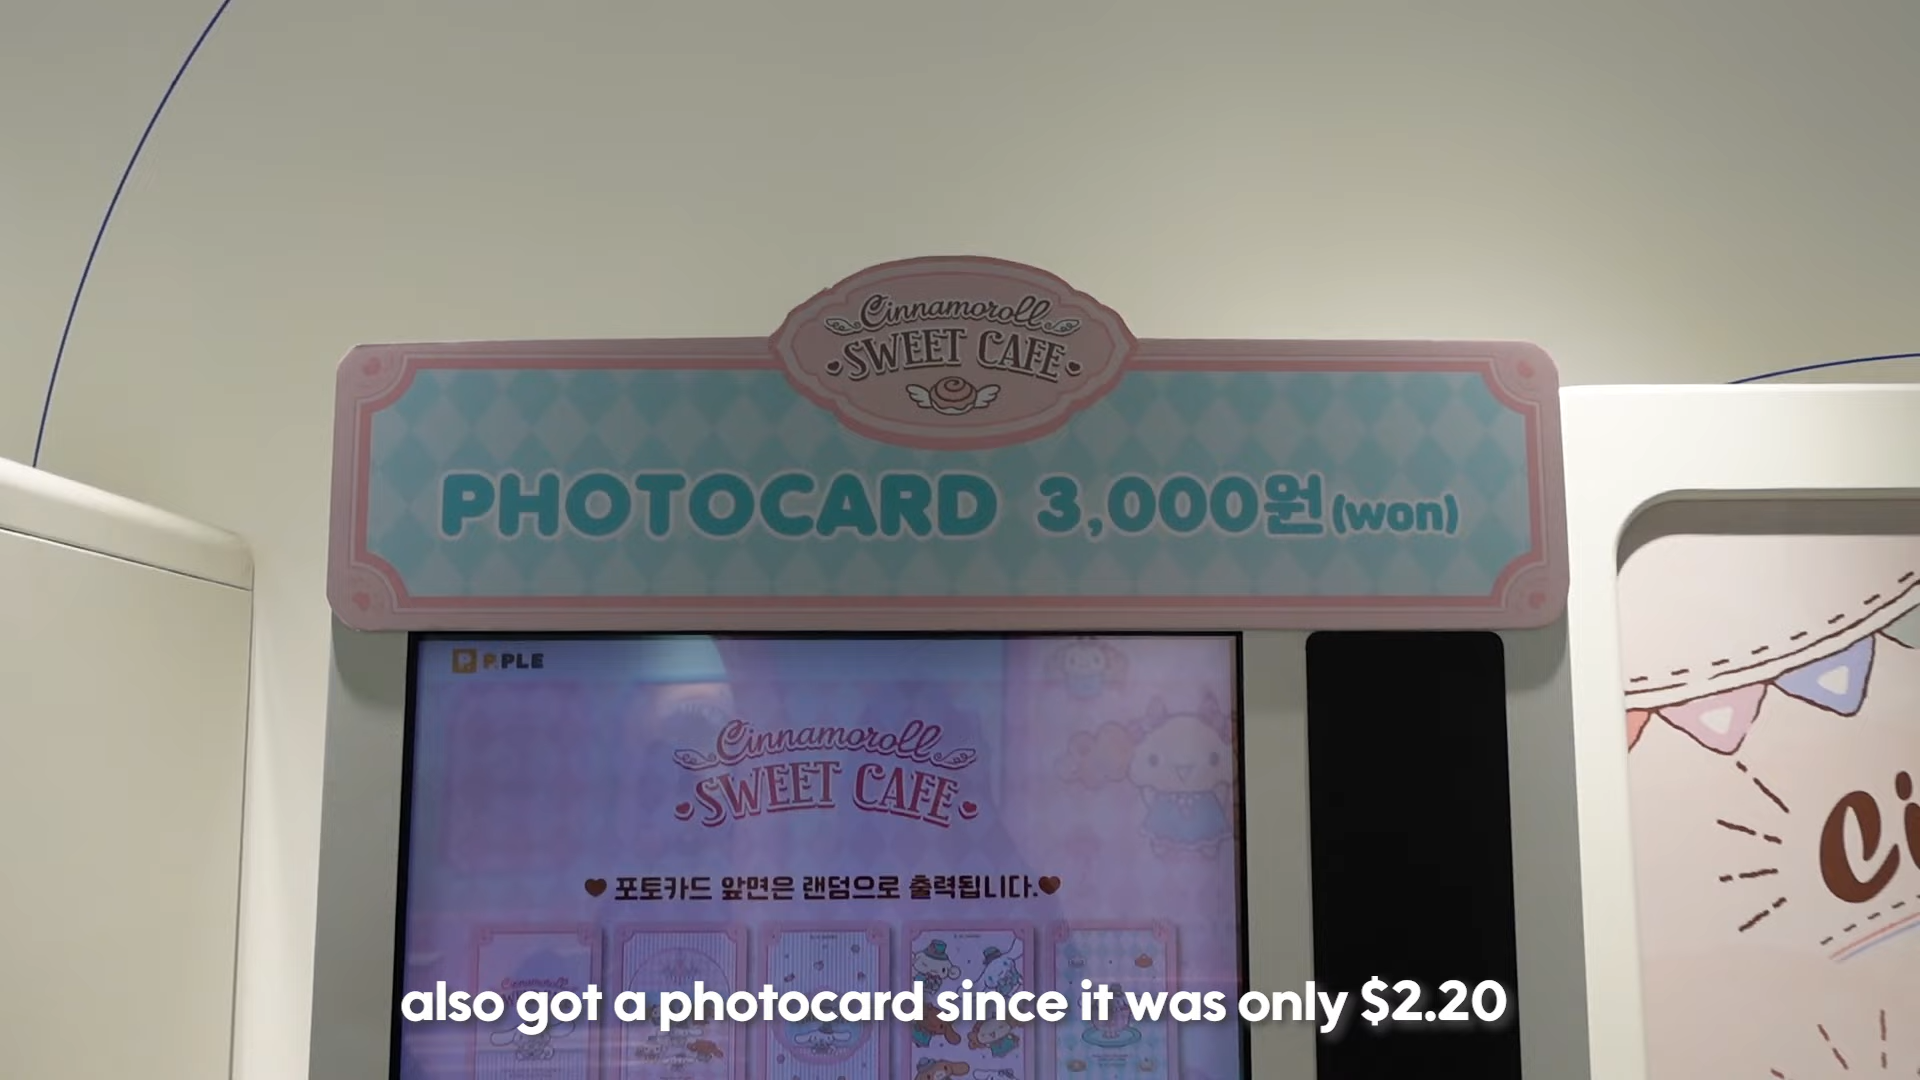 Cinnamoroll
SWEET CAFE
PHOTOCARD 3,000원(won)
P.PLE
Cinnamoroll
SWEET CAFE
포토카드 앞면은 랜덤으로 출력됩니다.
Ci
also got a photocard since it was only $2.20